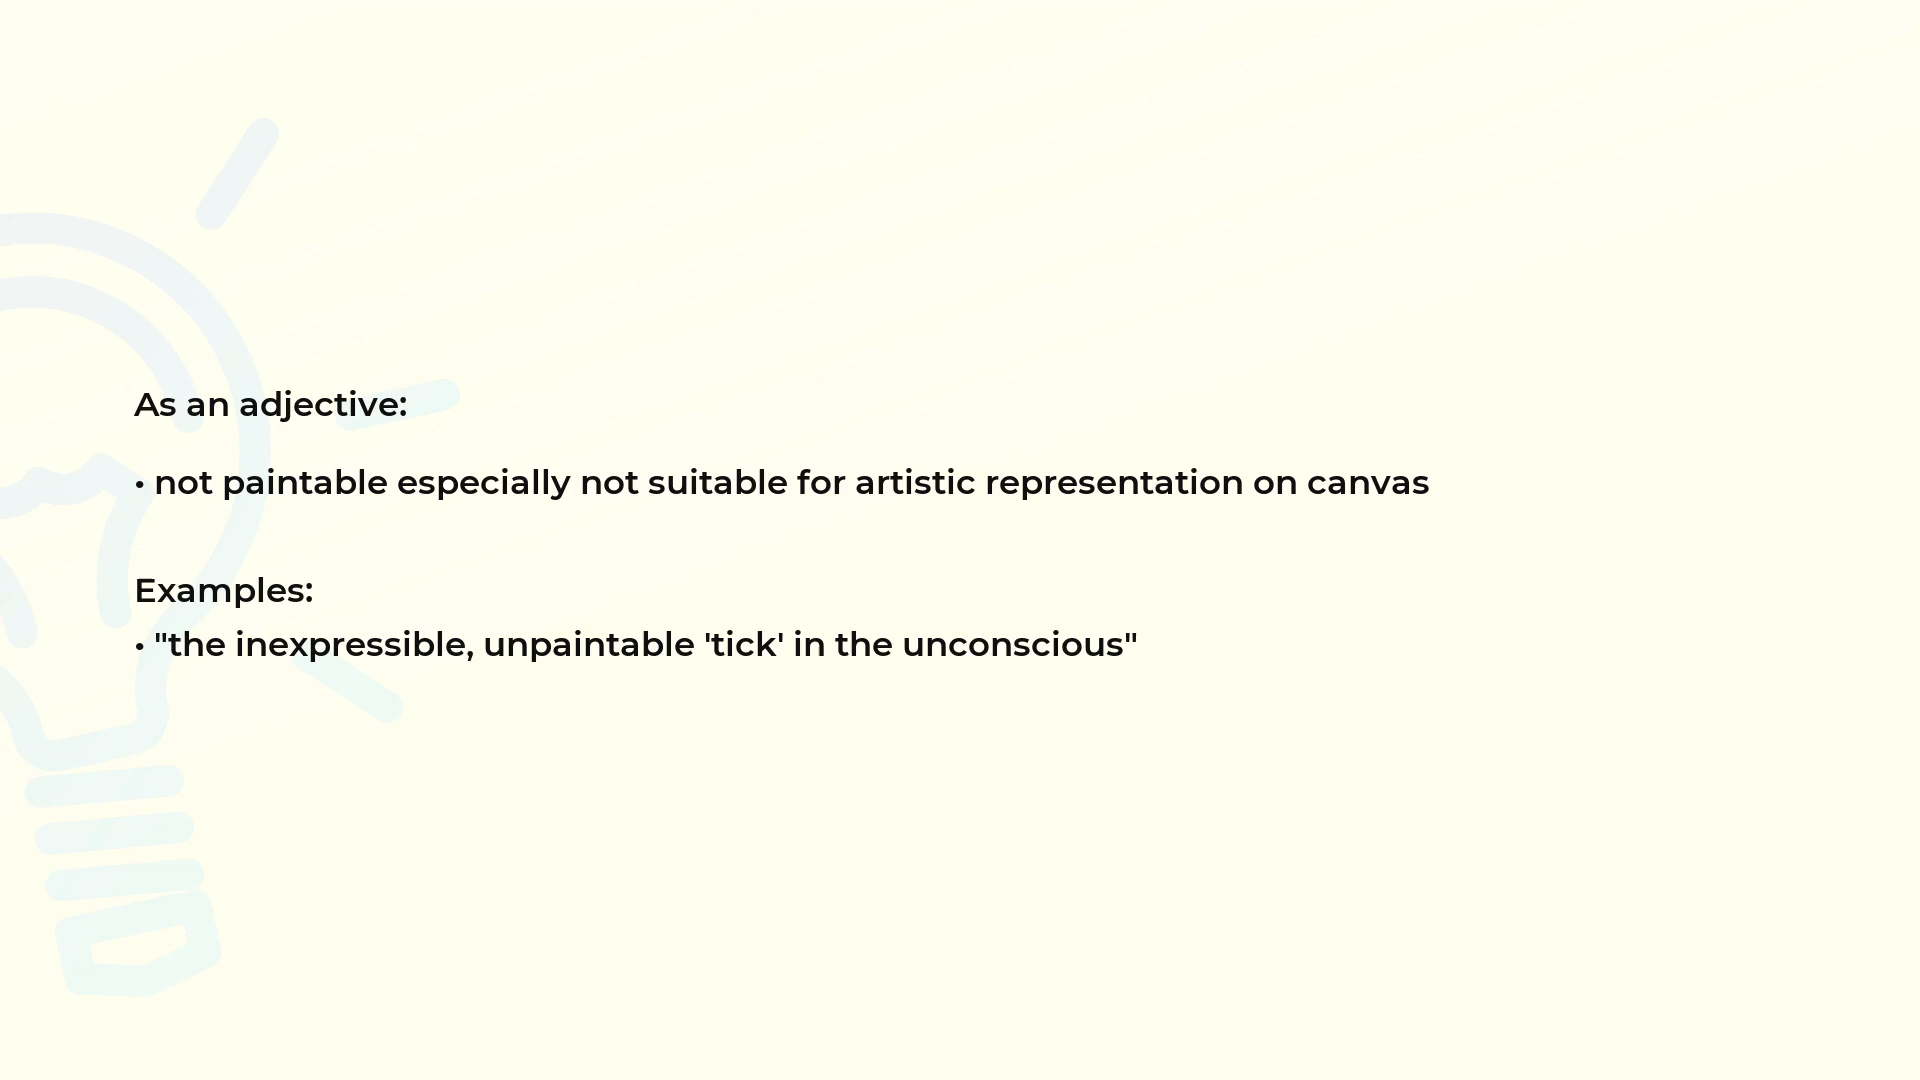 As an adjective:
• not paintable especially not suitable for artistic representation on canvas
Examples:
• "the inexpressible, unpaintable 'tick' in the unconscious"